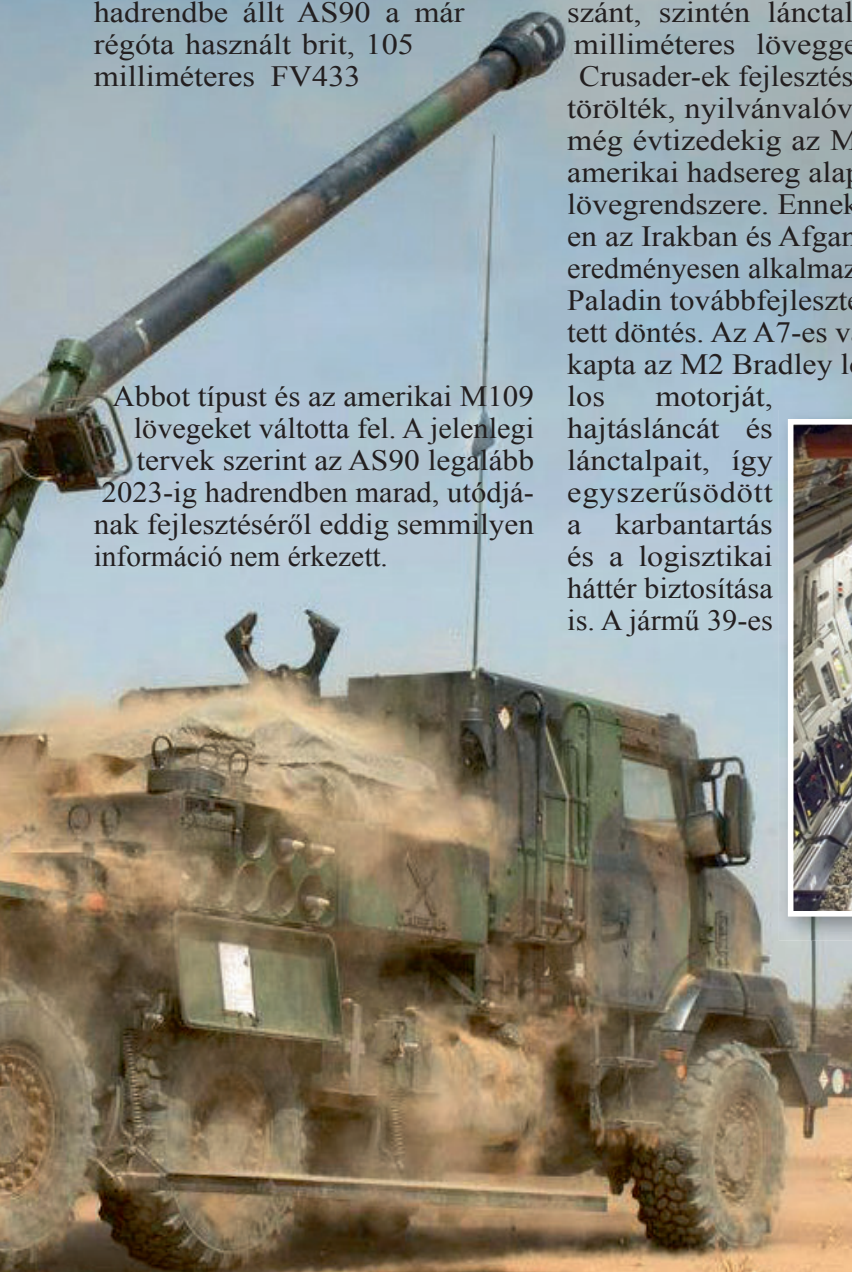 hadrendbe állt AS90 a már
régóta használt brit, 105
milliméteres FV433
Abbot típust és az amerikai M109
lövegeket váltotta fel. A jelenlegi
tervek szerint az AS90 legalább
2023-ig hadrendben marad, utódjá-
nak fejlesztéséről eddig semmilyen
információ nem érkezett.
szánt, szintén lánctal
milliméteres lövegge
Crusader-ek fejlesztés
törölték, nyilvánvalóv
még évtizedekig az M
amerikai hadsereg alap
lövegrendszere. Ennek
en az Irakban és Afgan
eredményesen alkalmaz
Paladin továbbfejleszté
tett döntés. Az A7-es vá
kapta az M2 Bradley lé
los motorját,
hajtásláncát és
lánctalpait, így
egyszerűsödött
a karbantartás
és a logisztikai
háttér biztosítása
is. A jármű 39-es